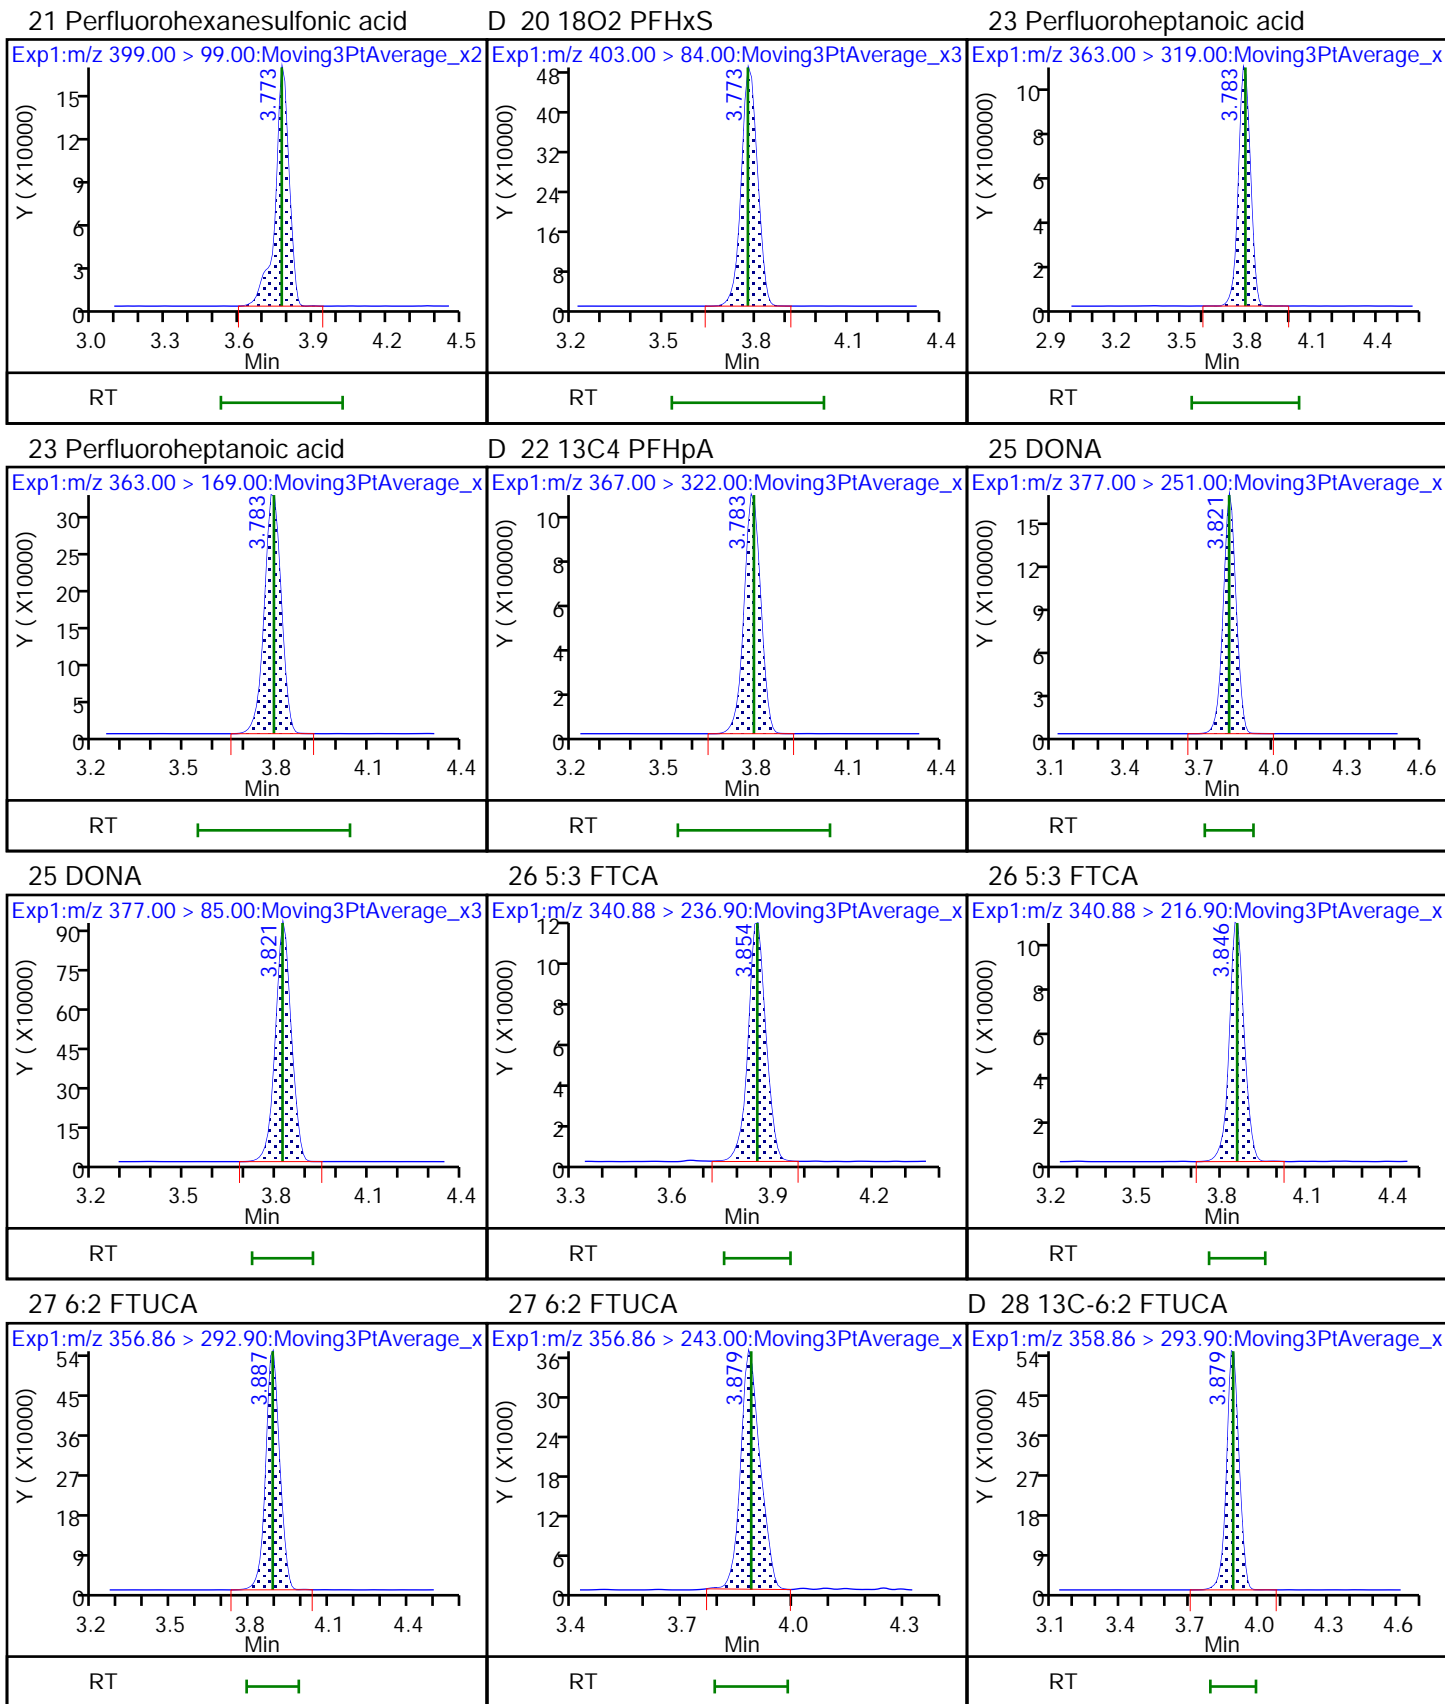 21 Perfluorohexanesulfonic acid
Exp1:m/z 399.00 > 99.00:Moving3PtAverage_x2
3.773
Y ( X100000)
15
12
9
6
3
0
3.0 3.3 3.6 3.9 4.2 4.5
Min
RT
D 20 18O2 PFHxS
Exp1:m/z 403.00 > 84.00:Moving3PtAverage_x3
3.773
Y ( X10000)
48
40
32
24
16
8
0
3.2 3.5 3.8 4.1 4.4
Min
RT
23 Perfluoroheptanoic acid
Exp1:m/z 363.00 > 319.00:Moving3PtAverage_x
3.783
Y ( X100000)
10
8
6
4
2
0
2.9 3.2 3.5 3.8 4.1 4.4
Min
RT
23 Perfluoroheptanoic acid
Exp1:m/z 363.00 > 169.00:Moving3PtAverage_x
3.783
Y ( X10000)
30
25
20
15
10
5
0
3.2 3.5 3.8 4.1 4.4
Min
RT
D 22 13C4 PFHpA
Exp1:m/z 367.00 > 322.00:Moving3PtAverage_x
3.783
Y ( X100000)
10
8
6
4
2
0
3.2 3.5 3.8 4.1 4.4
Min
RT
25 DONA
Exp1:m/z 377.00 > 251.00:Moving3PtAverage_x
3.821
Y ( X100000)
15
12
9
6
3
0
3.1 3.4 3.7 4.0 4.3 4.6
Min
RT
25 DONA
Exp1:m/z 377.00 > 85.00:Moving3PtAverage_x3
3.821
Y ( X10000)
90
75
60
45
30
15
0
3.2 3.5 3.8 4.1 4.4
Min
RT
26 5:3 FTCA
Exp1:m/z 340.88 > 236.90:Moving3PtAverage_x
3.854
Y ( X10000)
12
10
8
6
4
2
0
3.3 3.6 3.9 4.2
Min
RT
26 5:3 FTCA
Exp1:m/z 340.88 > 216.90:Moving3PtAverage_x
3.846
Y ( X10000)
10
8
6
4
2
0
3.2 3.5 3.8 4.1 4.4
Min
RT
27 6:2 FTUCA
Exp1:m/z 356.86 > 292.90:Moving3PtAverage_x
3.887
Y ( X10000)
54
45
36
27
18
9
0
3.2 3.5 3.8 4.1 4.4
Min
RT
27 6:2 FTUCA
Exp1:m/z 356.86 > 243.00:Moving3PtAverage_x
3.879
Y ( X1000)
36
30
24
18
12
6
0
3.4 3.7 4.0 4.3
Min
RT
D 28 13C-6:2 FTUCA
Exp1:m/z 358.86 > 293.90:Moving3PtAverage_x
3.879
Y ( X10000)
54
45
36
27
18
9
0
3.1 3.4 3.7 4.0 4.3 4.6
Min
RT